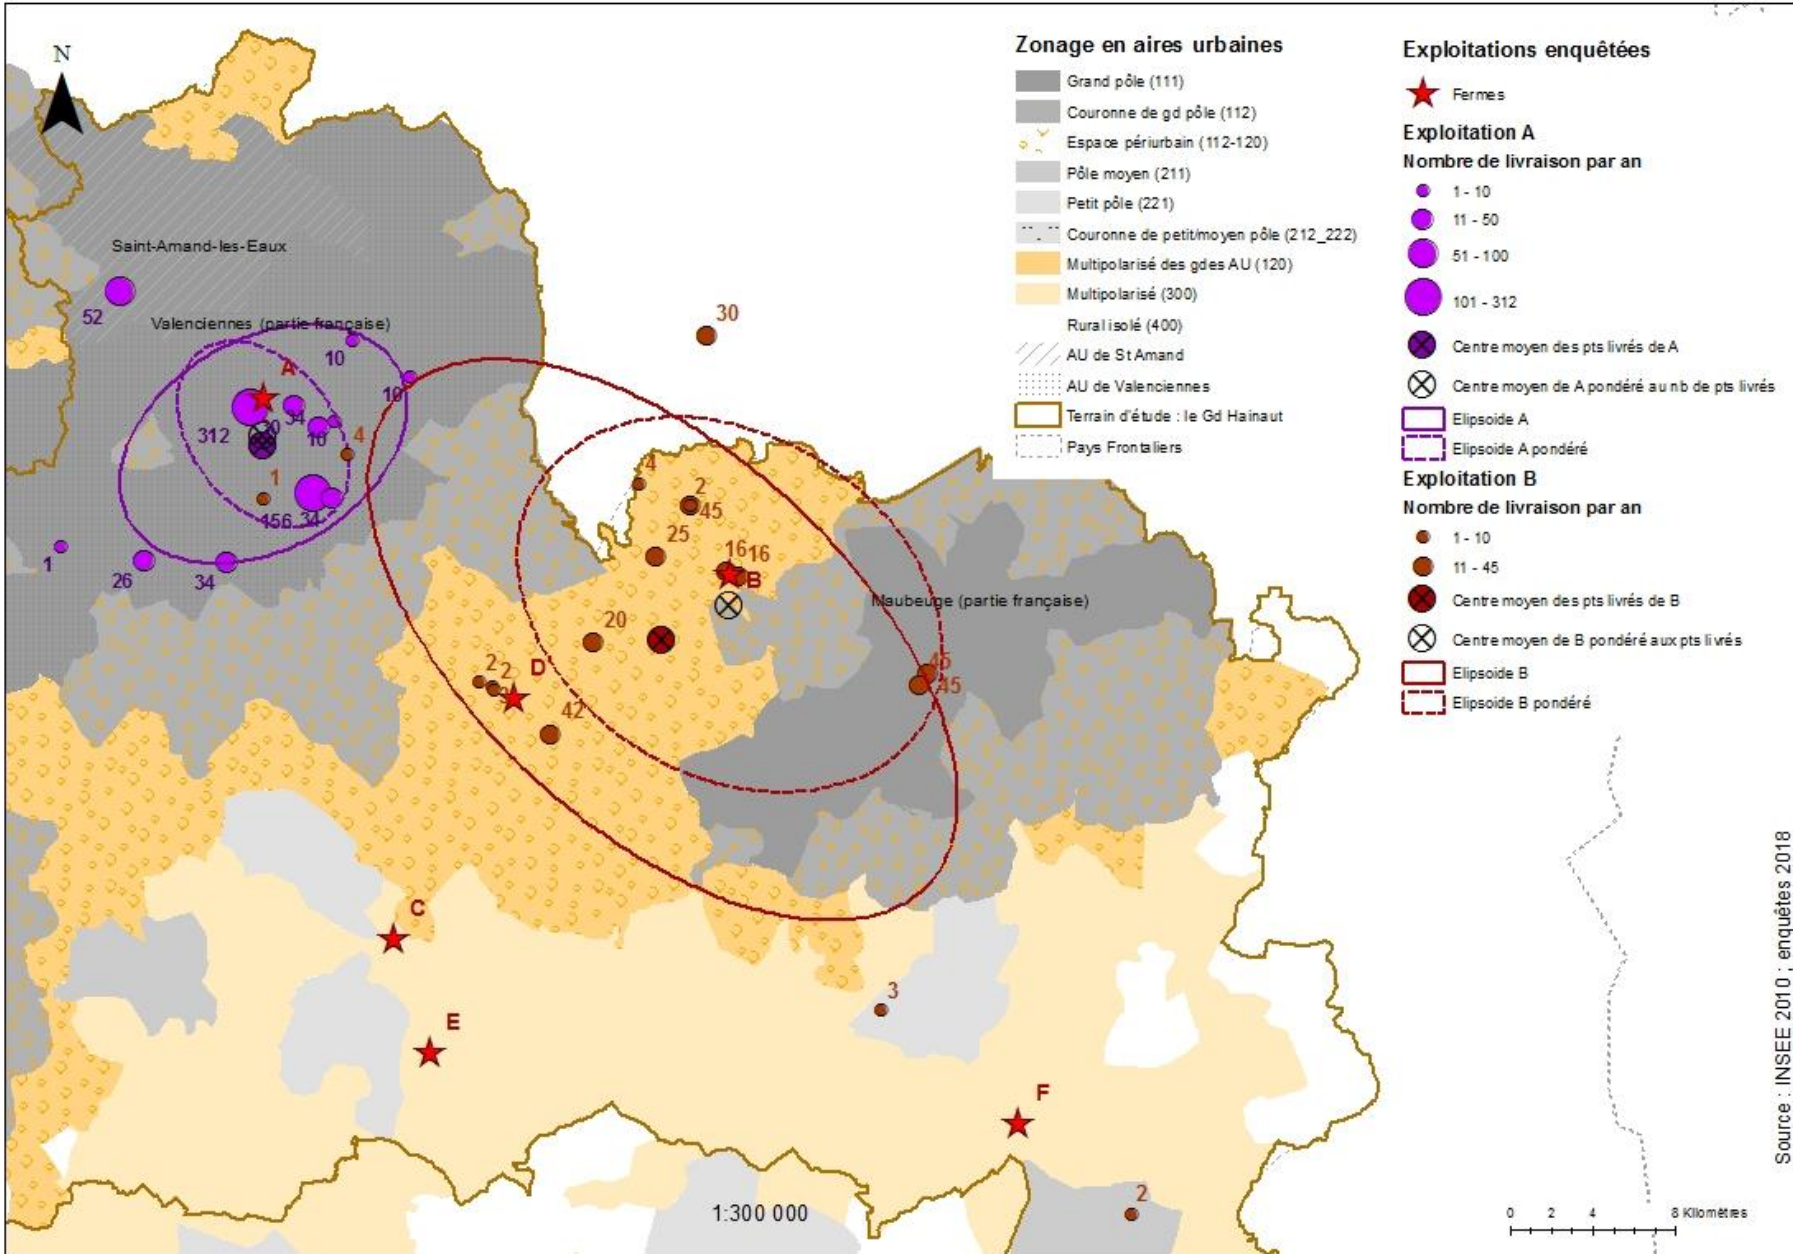 N
Saint-Amand-les-Eaux
Valenciennes (partie française)
Maubeuge (partie française)
52
10
A
10
34
30
10
312
4
1
156
34
1
26
34
30
4
2
45
25
16
16
B
20
D
2
2
42
45
45
C
E
3
F
2
1:300 000
Zonage en aires urbaines
Grand pôle (111)
Couronne de gd pôle (112)
Espace périurbain (112-120)
Pôle moyen (211)
Petit pôle (221)
Couronne de petit/moyen pôle (212_222)
Multipolarisé des gdes AU (120)
Multipolarisé (300)
Rural isolé (400)
AU de St Amand
AU de Valenciennes
Terrain d'étude : le Gd Hainaut
Pays Frontaliers
Exploitations enquêtées
Fermes
Exploitation A
Nombre de livraison par an
1 - 10
11 - 50
51 - 100
101 - 312
Centre moyen des pts livrés de A
Centre moyen de A pondéré au nb de pts livrés
Elipsoide A
Elipsoide A pondéré
Exploitation B
Nombre de livraison par an
1 - 10
11 - 45
Centre moyen des pts livrés de B
Centre moyen de B pondéré aux pts livrés
Elipsoide B
Elipsoide B pondéré
0 2 4 8 Kilomètres
Source : INSEE 2010 ; enquêtes 2018